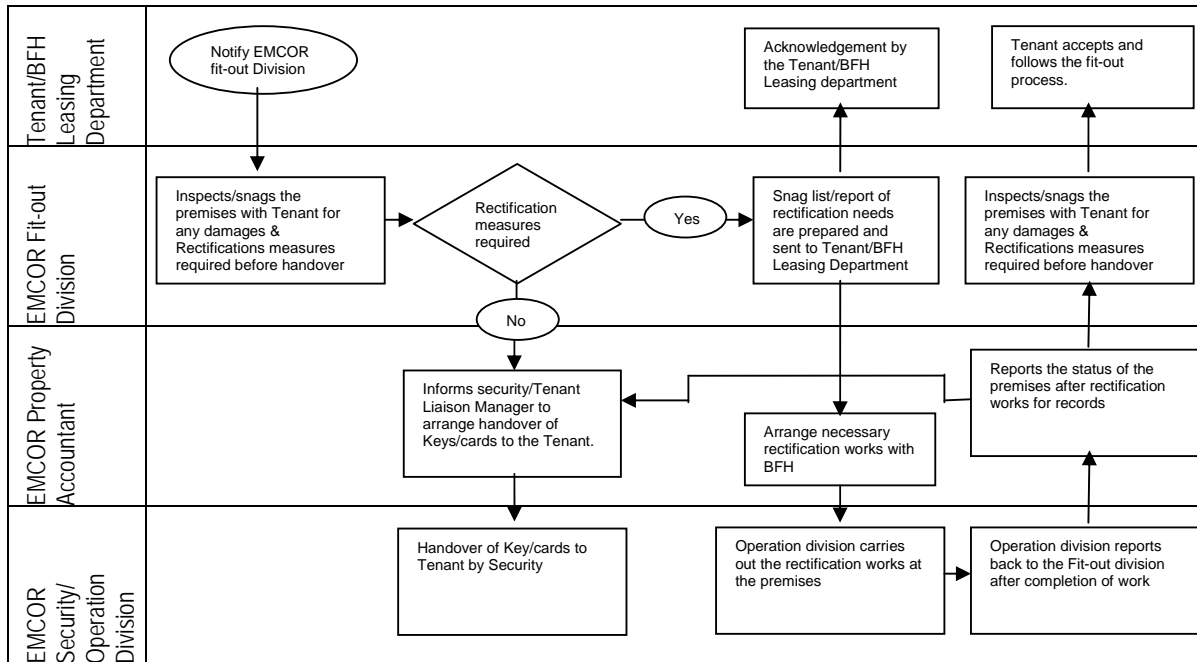 Tenant/BFH
Leasing
Department
Notify EMCOR
fit-out Division
Acknowledgement by
the Tenant/BFH
Leasing department
Tenant accepts and
follows the fit-out
process.
EMCOR Fit-out
Division
Inspects/snags the
premises with Tenant for
any damages &
Rectifications measures
required before handover
Rectification
measures
required
Yes
Snag list/report of
rectification needs
are prepared and
sent to Tenant/BFH
Leasing Department
Inspects/snags the
premises with Tenant for
any damages &
Rectifications measures
required before handover
No
EMCOR Property
Accountant
Informs security/Tenant
Liaison Manager to
arrange handover of
Keys/cards to the Tenant.
Arrange necessary
rectification works with
BFH
Reports the status of the
premises after rectification
works for records
EMCOR
Security/
Operation
Division
Handover of Key/cards to
Tenant by Security
Operation division carries
out the rectification works at
the premises
Operation division reports
back to the Fit-out division
after completion of work